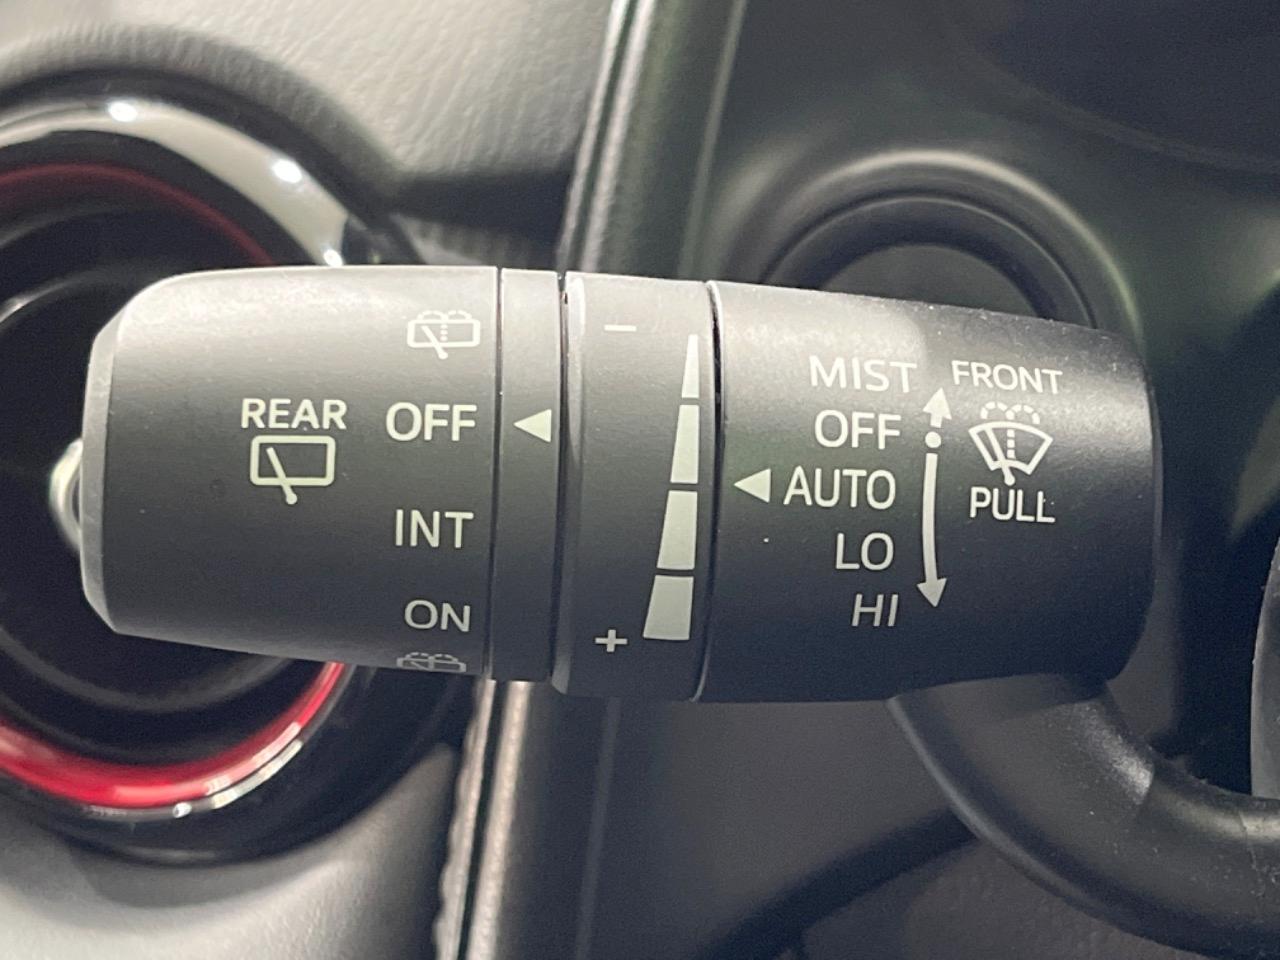 REAR
OFF
INT
ON
−
+
MIST
OFF
AUTO
LO
HI
FRONT
PULL